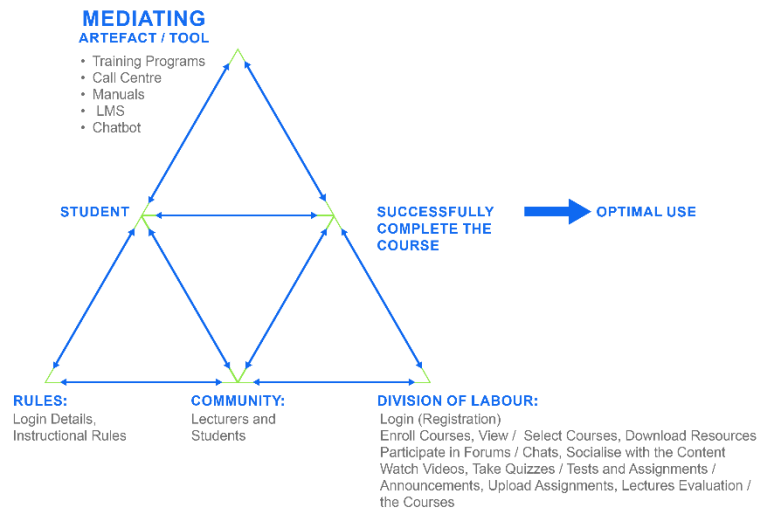 MEDIATING
ARTEFACT / TOOL
• Training Programs
• Call Centre
• Manuals
• LMS
• Chatbot
STUDENT
SUCCESSFULLY
COMPLETE THE
COURSE
OPTIMAL USE
RULES:
Login Details,
Instructional Rules
COMMUNITY:
Lecturers and
Students
DIVISION OF LABOUR:
Login (Registration)
Enroll Courses, View / Select Courses, Download Resources
Participate in Forums / Chats, Socialise with the Content
Watch Videos, Take Quizzes / Tests and Assignments /
Announcements, Upload Assignments, Lectures Evaluation /
the Courses